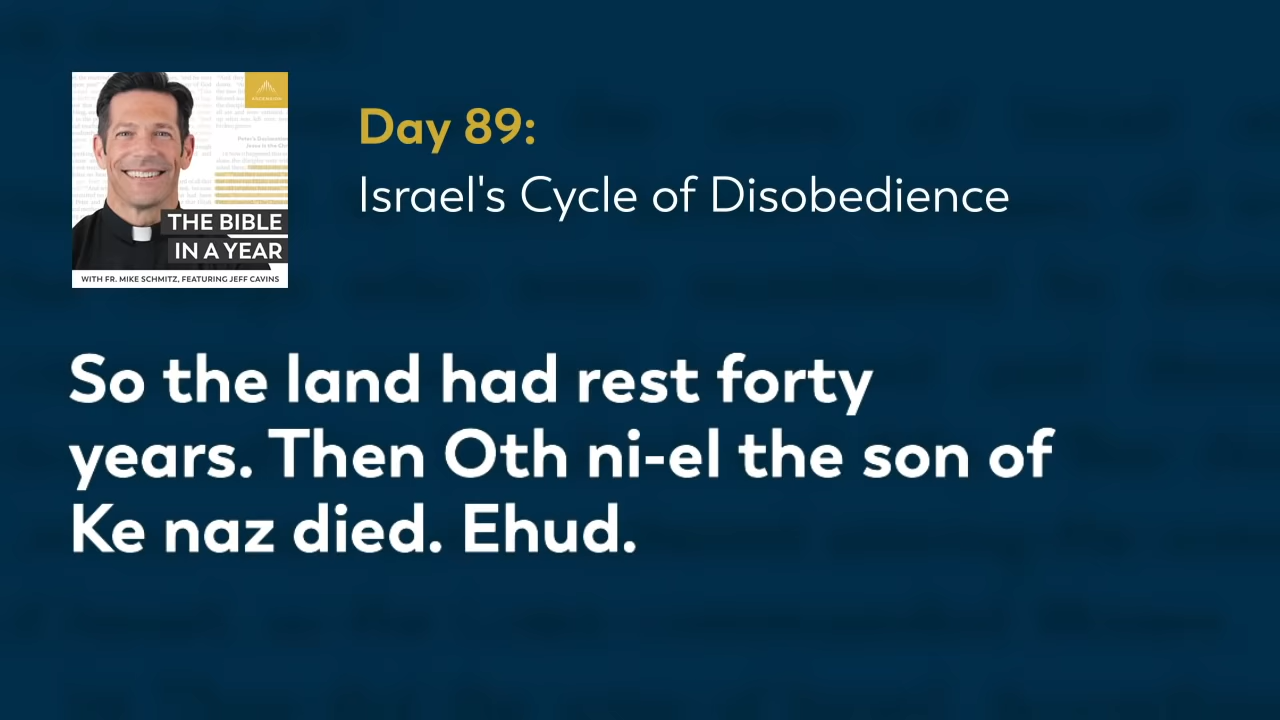 ASCENSION
THE BIBLE
IN A YEAR
WITH FR. MIKE SCHMITZ, FEATURING JEFF CAVINS
Day 89:
Israel's Cycle of Disobedience
So the land had rest forty
years. Then Oth ni-el the son of
Ke naz died. Ehud.